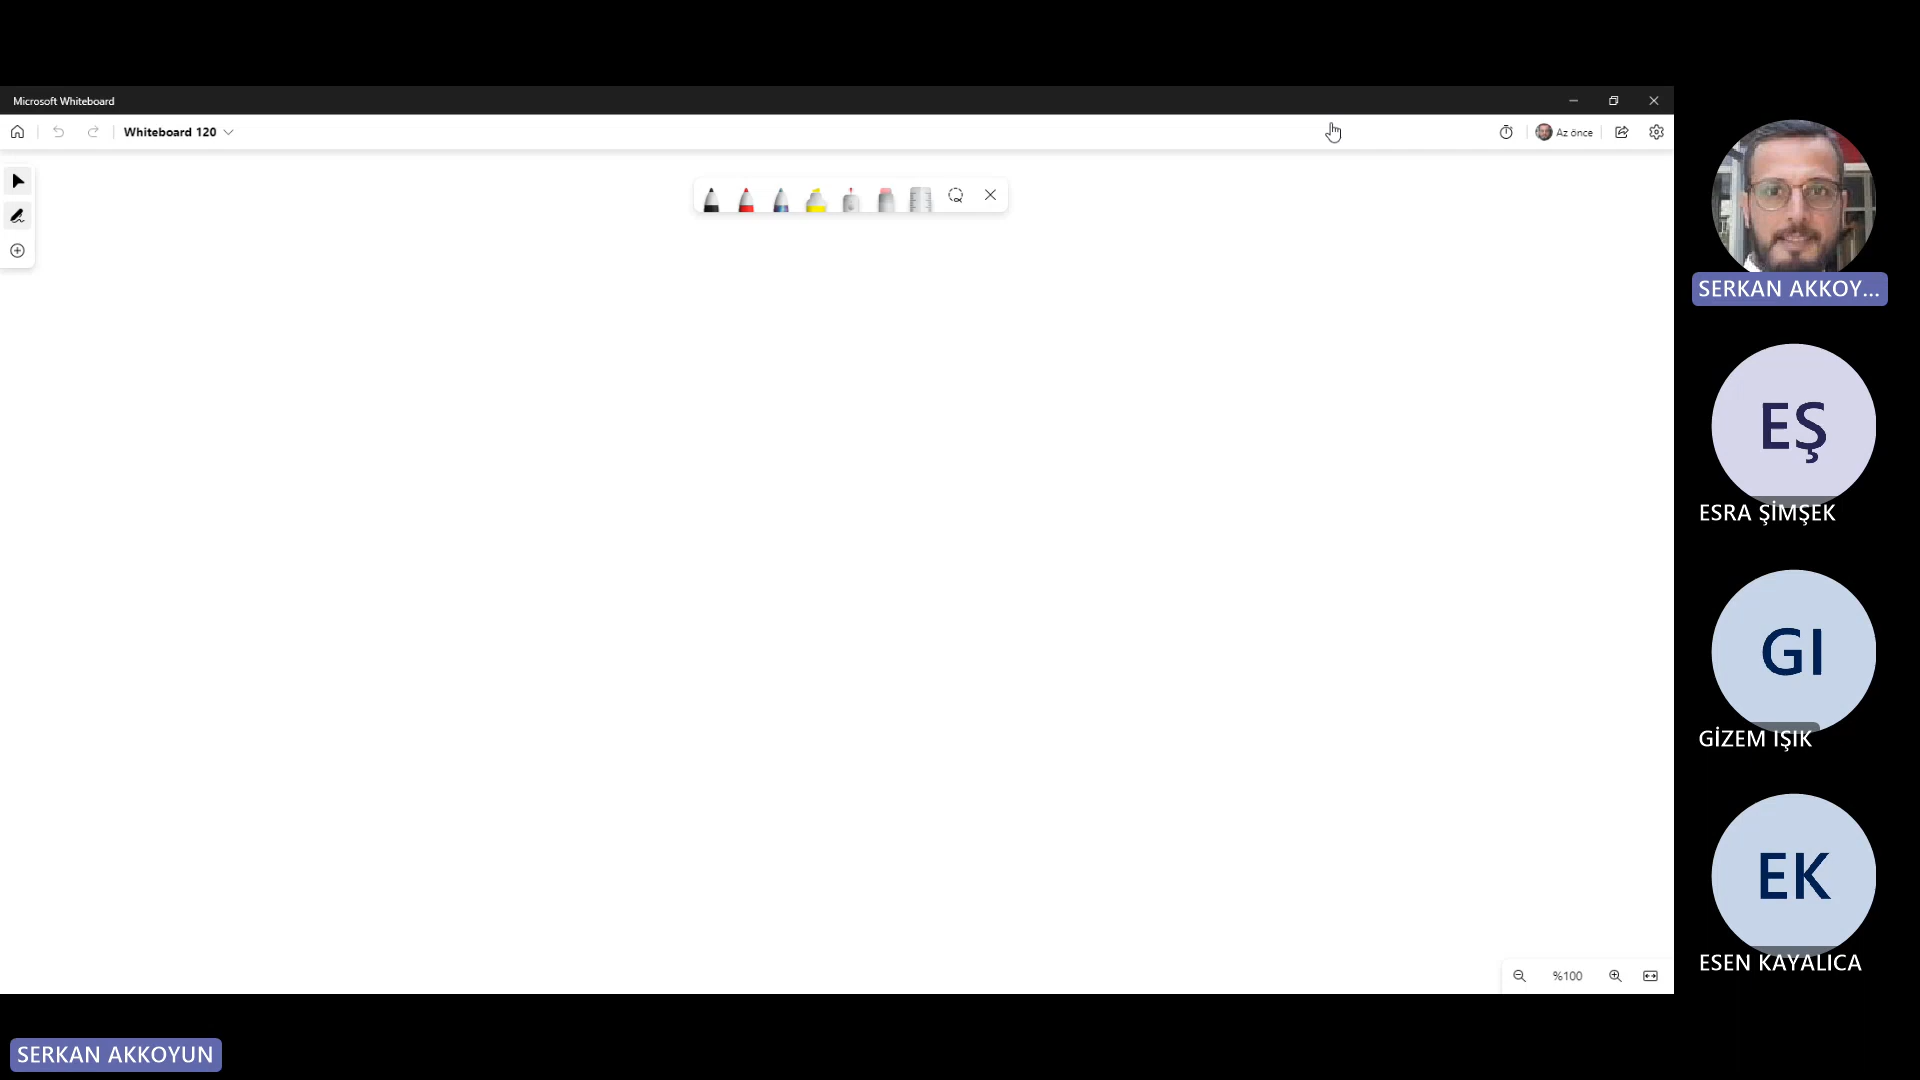 Microsoft Whiteboard
Whiteboard 120
Az önce
SERKAN AKKOY...
EŞ
ESRA ŞİMŞEK
GI
GİZEM IŞIK
EK
ESEN KAYALICA
%100
SERKAN AKKOYUN